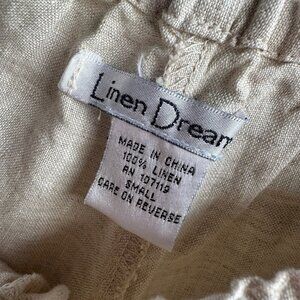 Linen Dream
MADE IN CHINA
100% LINEN
RN 107119
SMALL
CARE ON REVERSE